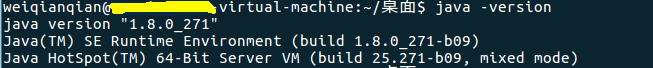 weiqianqian@ virtual-machine:~/桌面$ java -version
java version "1.8.0_271"
Java(TM) SE Runtime Environment (build 1.8.0_271-b09)
Java HotSpot(TM) 64-Bit Server VM (build 25.271-b09, mixed mode)